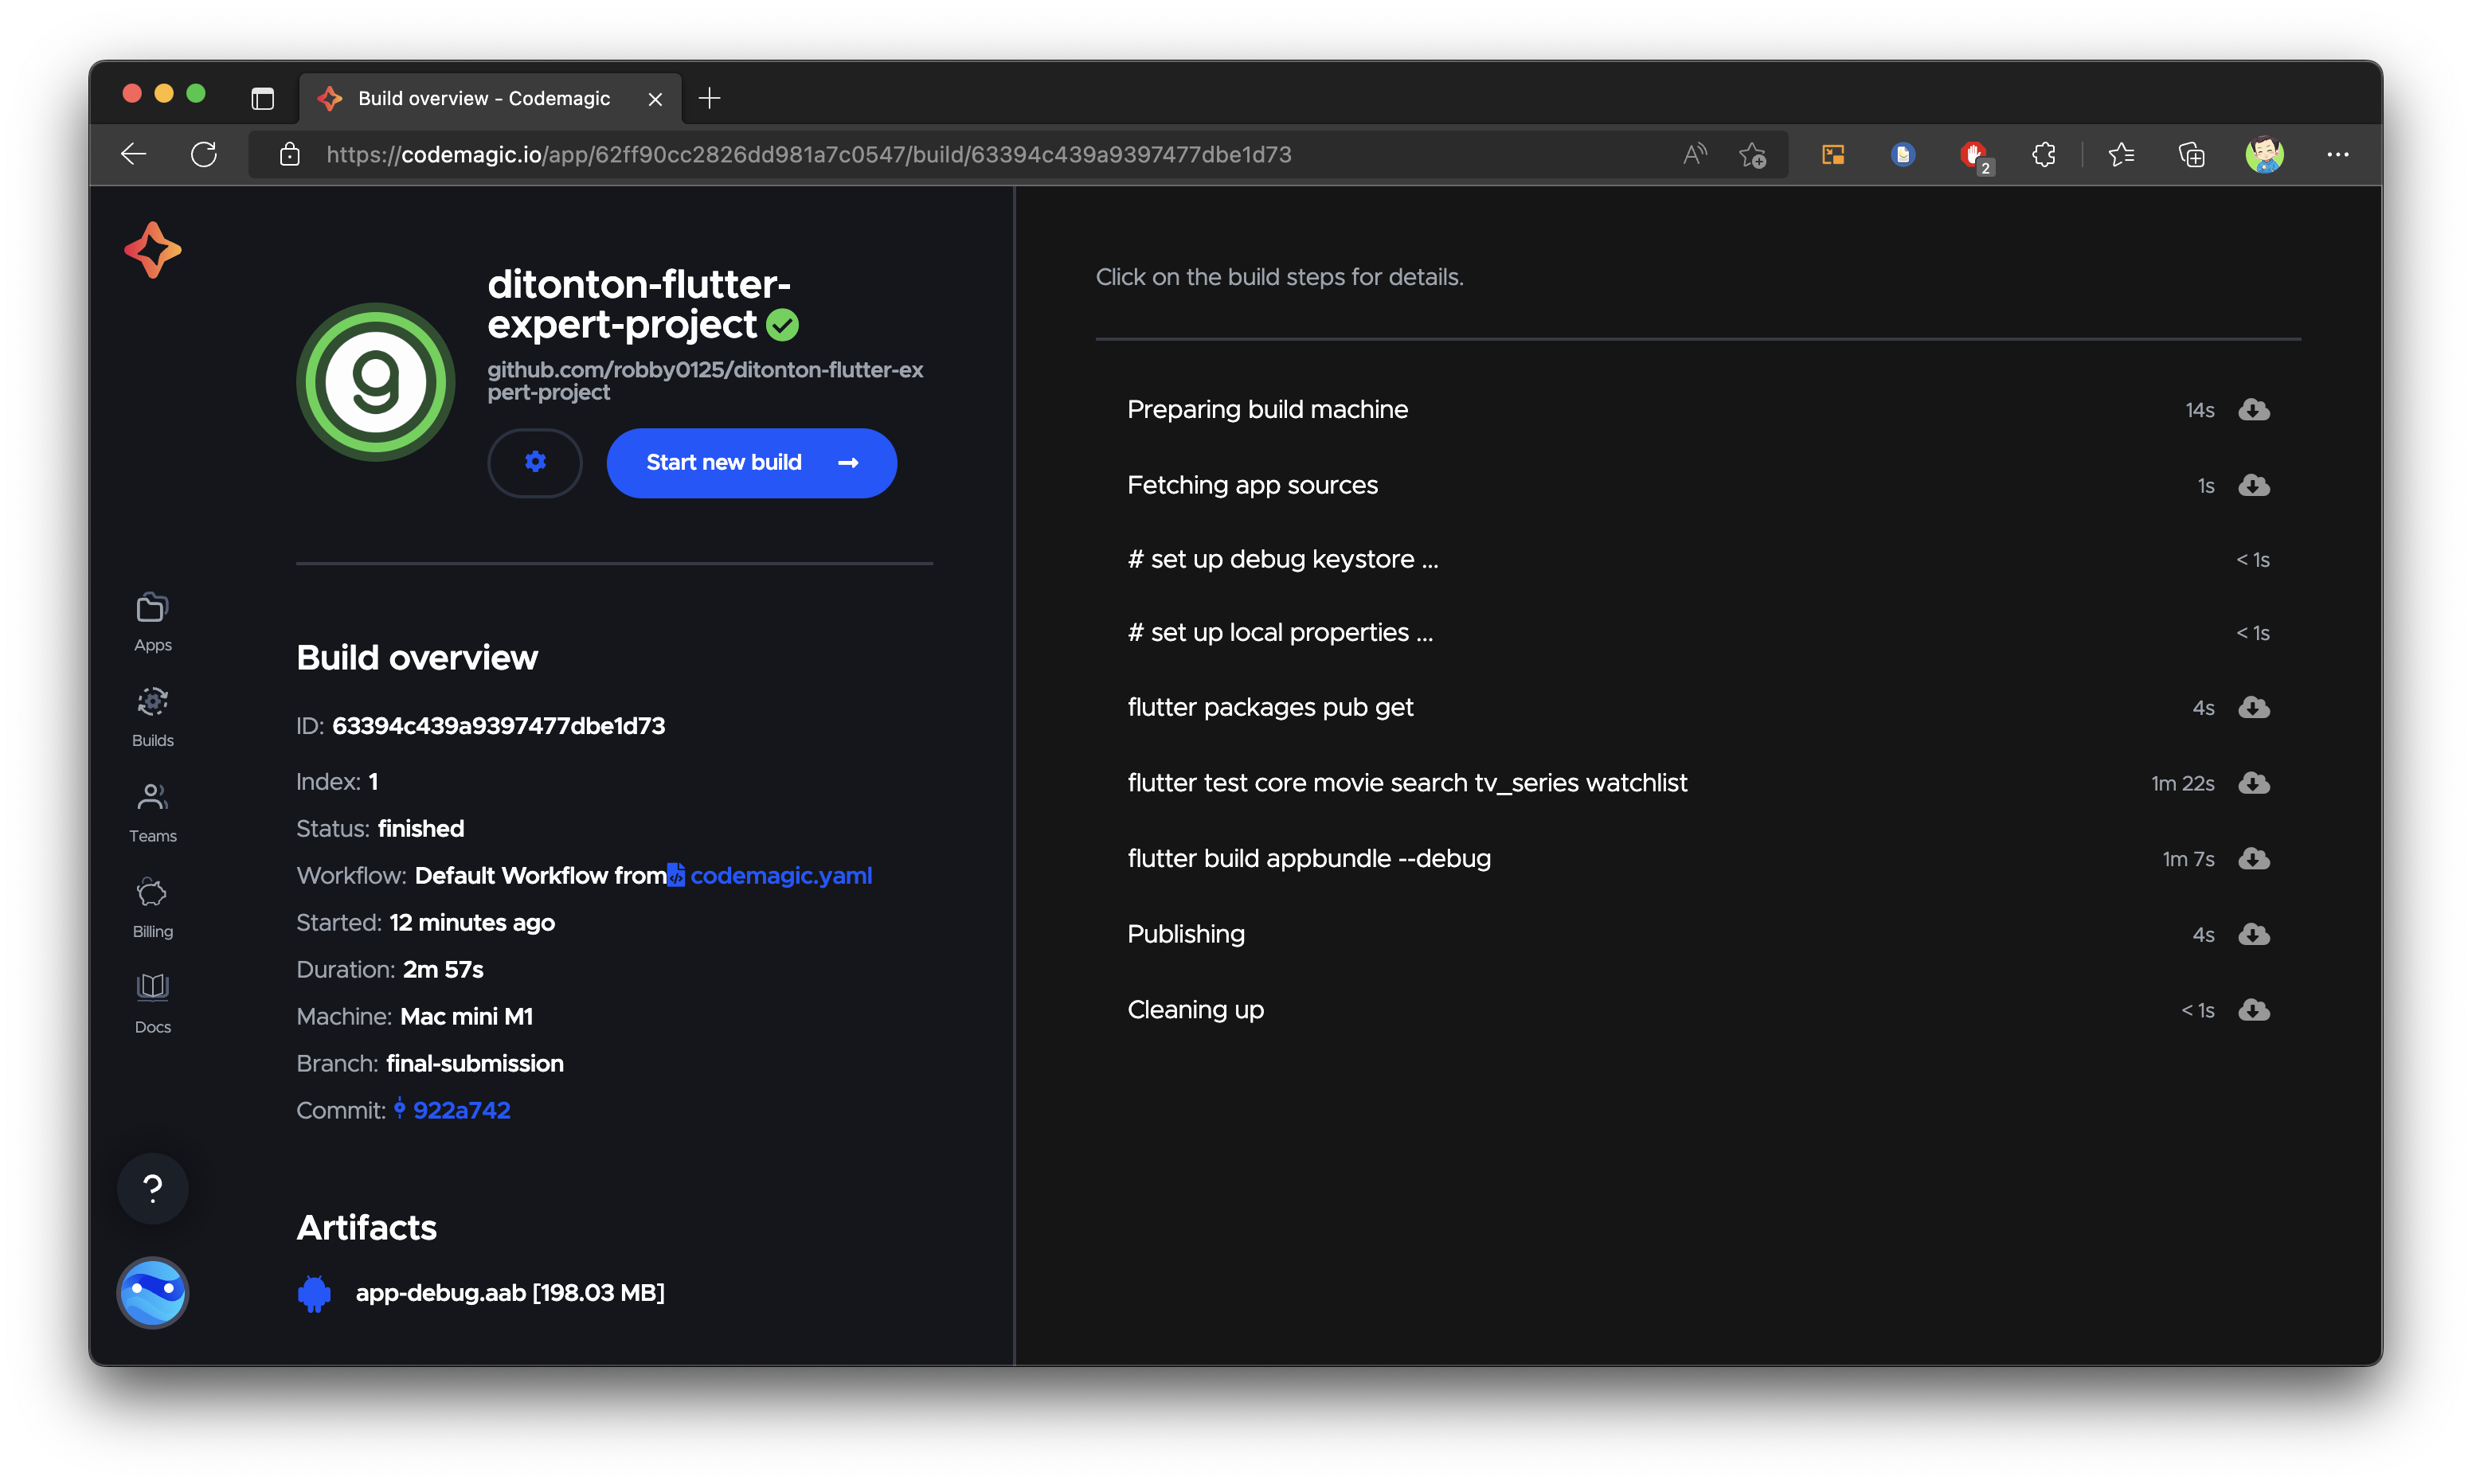 Build overview - Codemagic
https://codemagic.io/app/62ff90cc2826dd981a7c0547/build/63394c439a9397477dbe1d73
2
ditonton-flutter-
expert-project
github.com/robby0125/ditonton-flutter-ex
pert-project
Start new build
Apps
Builds
Teams
Billing
Docs
?
Build overview
ID: 63394c439a9397477dbe1d73
Index: 1
Status: finished
Workflow: Default Workflow from codemagic.yaml
Started: 12 minutes ago
Duration: 2m 57s
Machine: Mac mini M1
Branch: final-submission
Commit: 922a742
Artifacts
app-debug.aab [198.03 MB]
Click on the build steps for details.
Preparing build machine 14s
Fetching app sources 1s
# set up debug keystore ... < 1s
# set up local properties ... < 1s
flutter packages pub get 4s
flutter test core movie search tv_series watchlist 1m 22s
flutter build appbundle --debug 1m 7s
Publishing 4s
Cleaning up < 1s